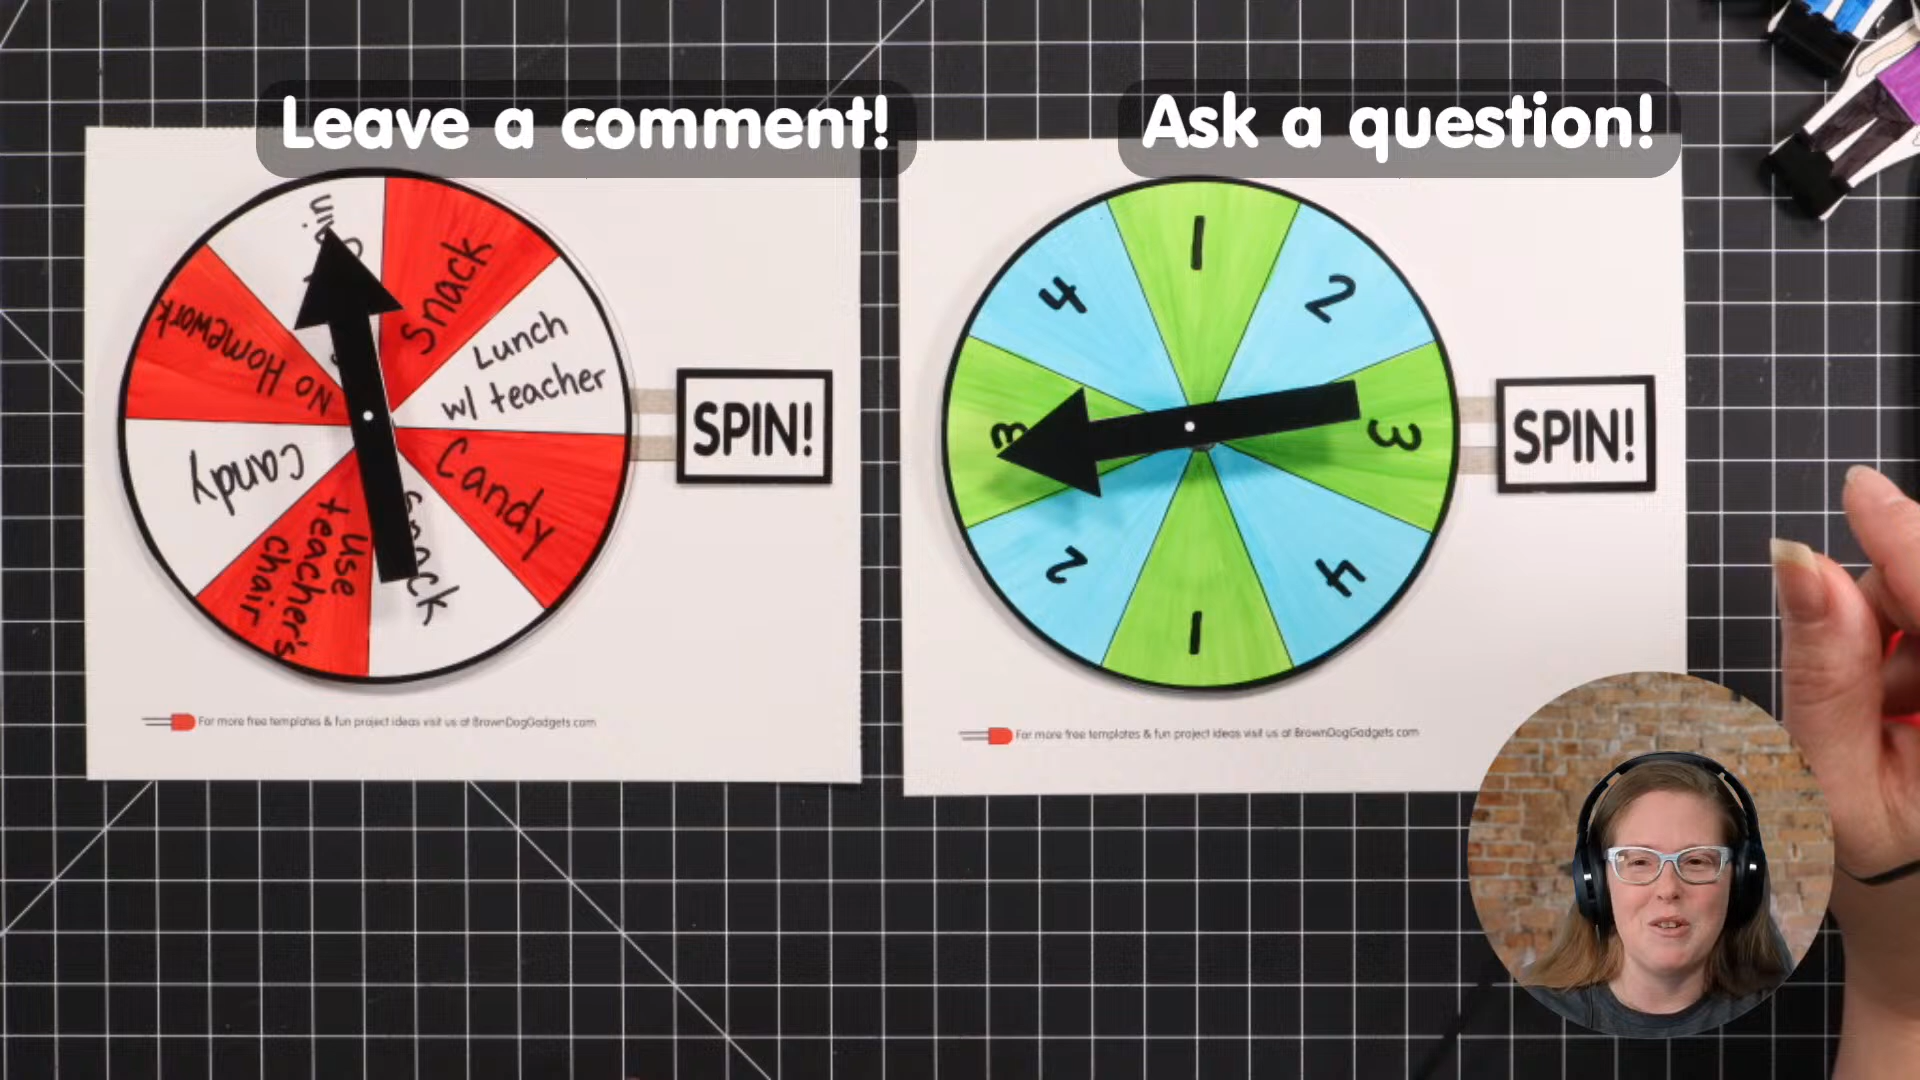 Leave a comment!
Ask a question!
Snack
Lunch
w/ teacher
Candy
Snack
Use
teacher's
chair
Candy
No Homework
SPIN!
1
2
3
4
1
2
3
4
SPIN!
For more free templates & fun project ideas visit us at BrownDogGadgets.com
For more free templates & fun project ideas visit us at BrownDogGadgets.com